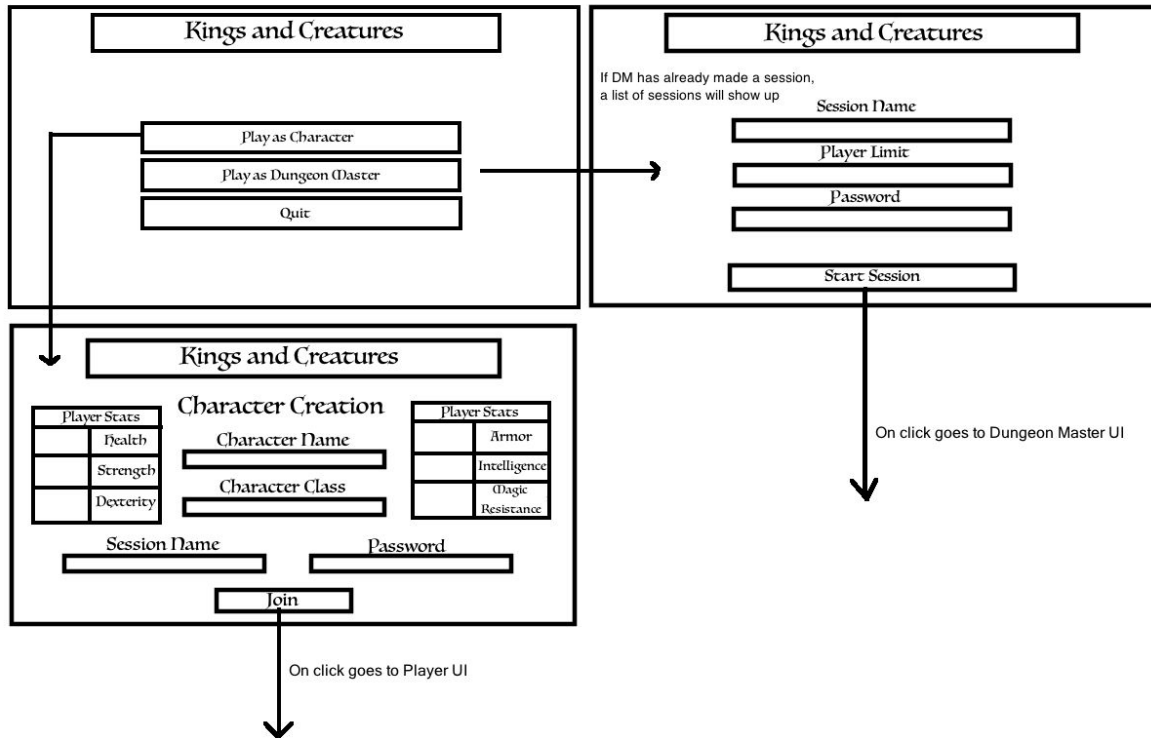 Kings and Creatures
Play as Character
Play as Dungeon Master
Quit
Kings and Creatures
If DM has already made a session,
a list of sessions will show up
Session Name
Player Limit
Password
Start Session
On click goes to Dungeon Master UI
Kings and Creatures
Character Creation
Player Stats
Health
Strength
Dexterity
Character Name
Character Class
Player Stats
Armor
Intelligence
Magic
Resistance
Session Name
Password
Join
On click goes to Player UI